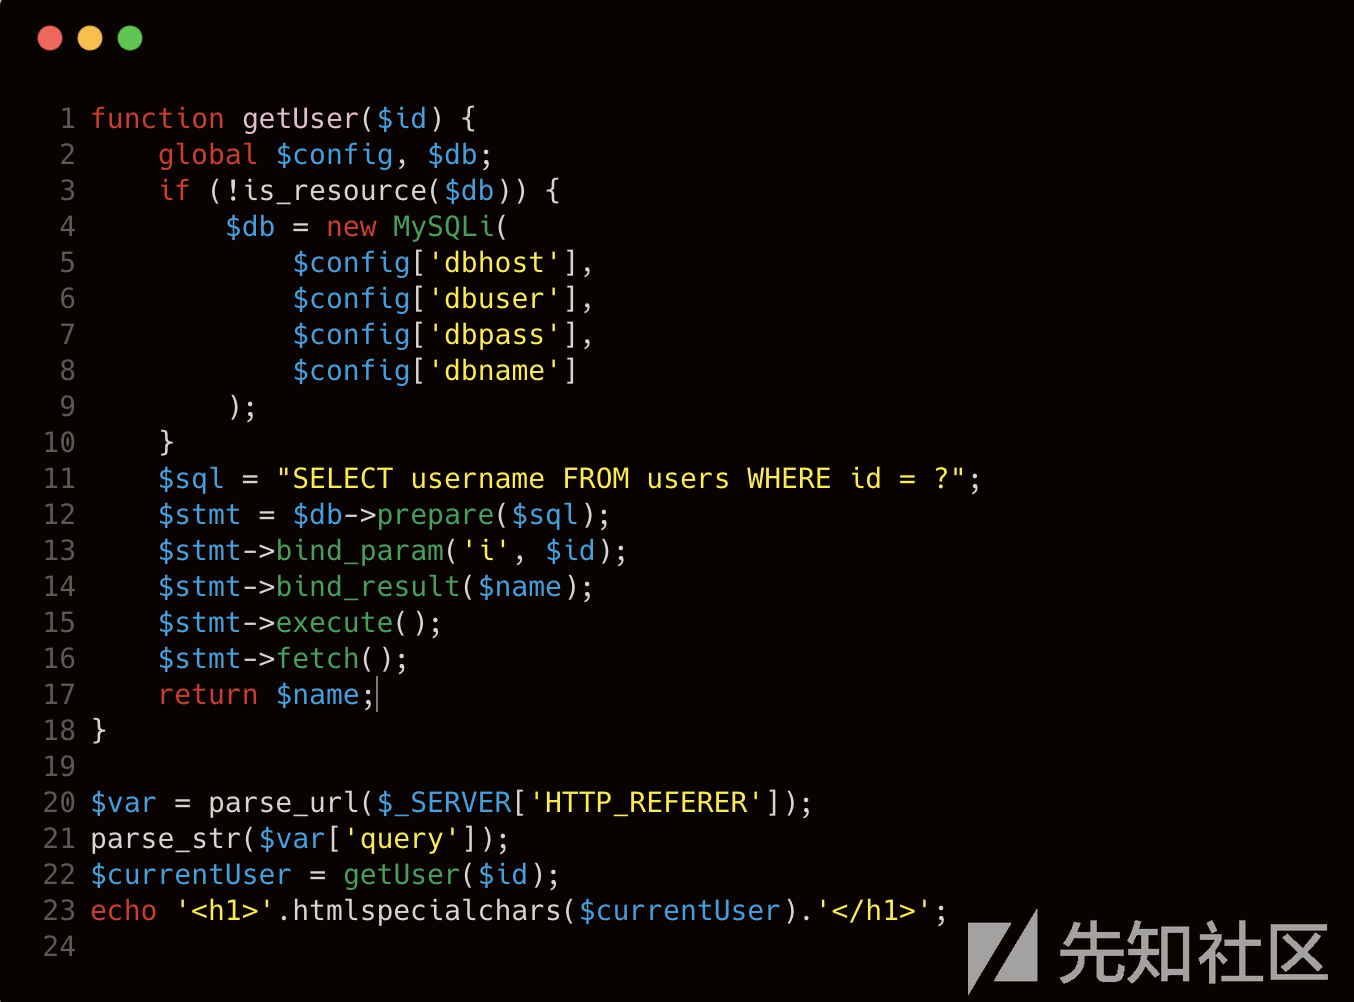 1 function getUser($id) {
2     global $config, $db;
3     if (!is_resource($db)) {
4         $db = new MySQLi(
5             $config['dbhost'],
6             $config['dbuser'],
7             $config['dbpass'],
8             $config['dbname']
9         );
10     }
11     $sql = "SELECT username FROM users WHERE id = ?";
12     $stmt = $db->prepare($sql);
13     $stmt->bind_param('i', $id);
14     $stmt->bind_result($name);
15     $stmt->execute();
16     $stmt->fetch();
17     return $name;
18 }
19
20 $var = parse_url($_SERVER['HTTP_REFERER']);
21 parse_str($var['query']);
22 $currentUser = getUser($id);
23 echo '<h1>'.htmlspecialchars($currentUser).'</h1>';
24
先知社区